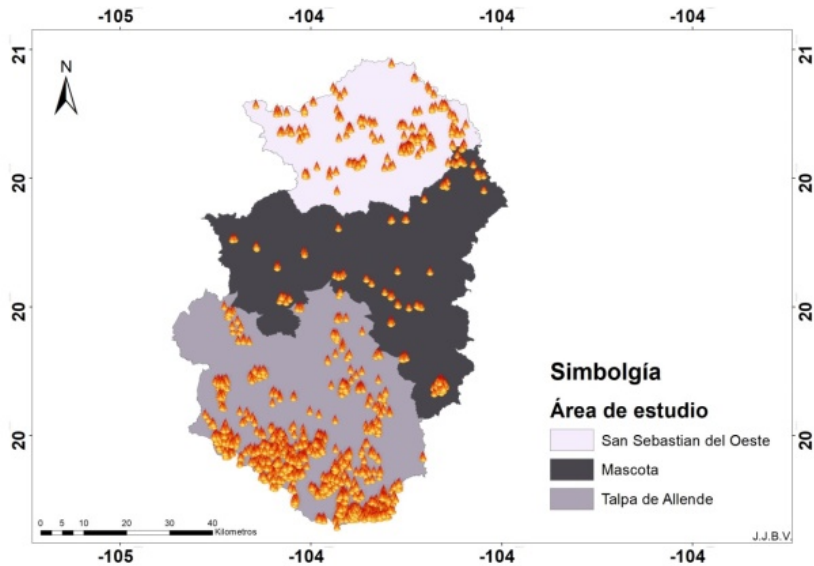 -105 -104 -104 -104
21 21
N
20 20
20 20
20 20
Simbolgía
Área de estudio
San Sebastian del Oeste
Mascota
Talpa de Allende
0 5 10 20 30 40
Kilometros
J.J.B.V.
-105 -104 -104 -104